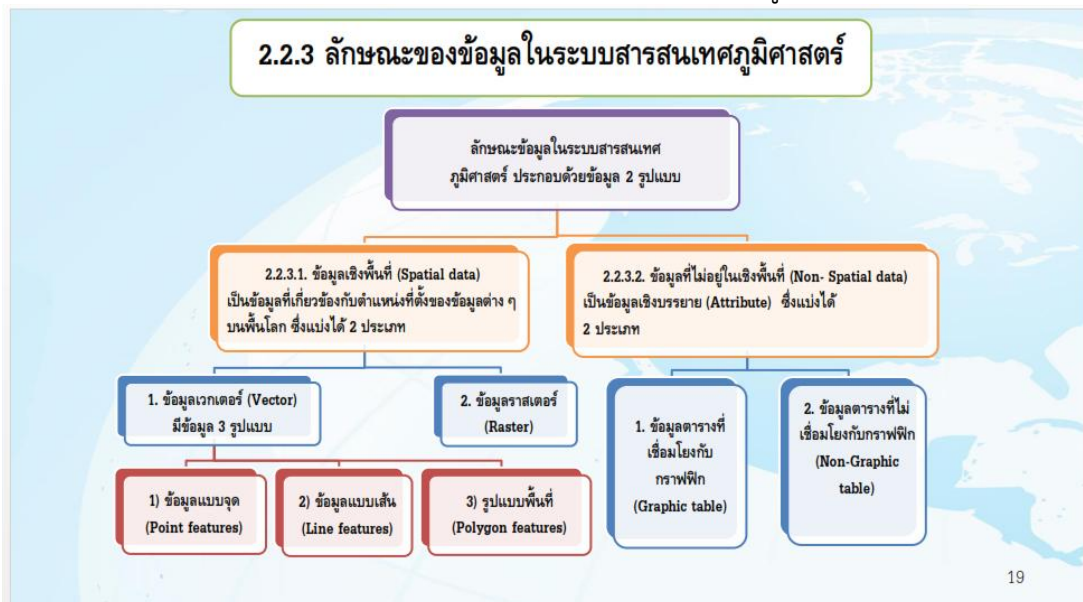 2.2.3 ลักษณะของข้อมูลในระบบสารสนเทศภูมิศาสตร์
ลักษณะข้อมูลในระบบสารสนเทศ
ภูมิศาสตร์ ประกอบด้วยข้อมูล 2 รูปแบบ
2.2.3.1. ข้อมูลเชิงพื้นที่ (Spatial data)
เป็นข้อมูลที่เกี่ยวข้องกับตำแหน่งที่ตั้งของข้อมูลต่าง ๆ
บนพื้นโลก ซึ่งแบ่งได้ 2 ประเภท
2.2.3.2. ข้อมูลที่ไม่อยู่ในเชิงพื้นที่ (Non- Spatial data)
เป็นข้อมูลเชิงบรรยาย (Attribute) ซึ่งแบ่งได้
2 ประเภท
1. ข้อมูลเวกเตอร์ (Vector)
มีข้อมูล 3 รูปแบบ
2. ข้อมูลราสเตอร์
(Raster)
1) ข้อมูลแบบจุด
(Point features)
2) ข้อมูลแบบเส้น
(Line features)
3) รูปแบบพื้นที่
(Polygon features)
1. ข้อมูลตารางที่
เชื่อมโยงกับ
กราฟฟิก
(Graphic table)
2. ข้อมูลตารางที่ไม่
เชื่อมโยงกับกราฟฟิก
(Non-Graphic
table)
19